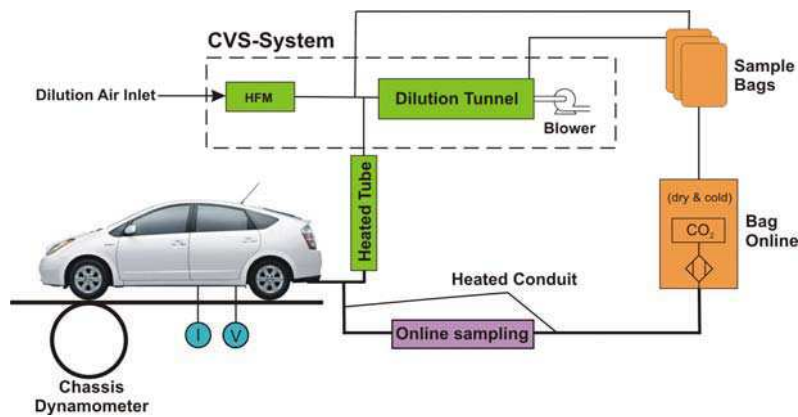 CVS-System
Dilution Air Inlet
HFM
Dilution Tunnel
Blower
Sample
Bags
Heated Tube
(dry & cold)
CO2
Bag
Online
Heated Conduit
Online sampling
I
V
Chassis
Dynamometer